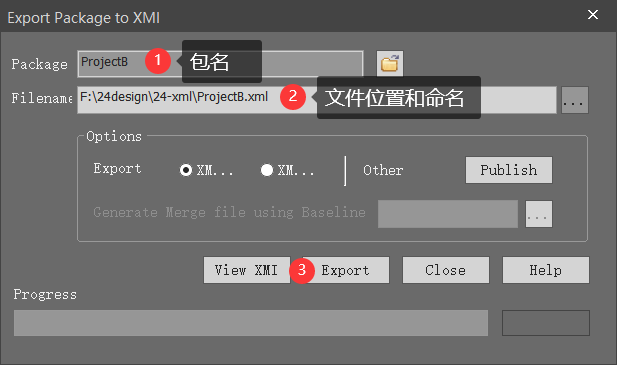 Export Package to XMI
Package ProjectB 1 包名
Filename F:\24design\24-xml\ProjectB.xml 2 文件位置和命名 ...
Options
Export XM... XM... Other Publish
Generate Merge file using Baseline ...
View XMI 3 Export Close Help
Progress